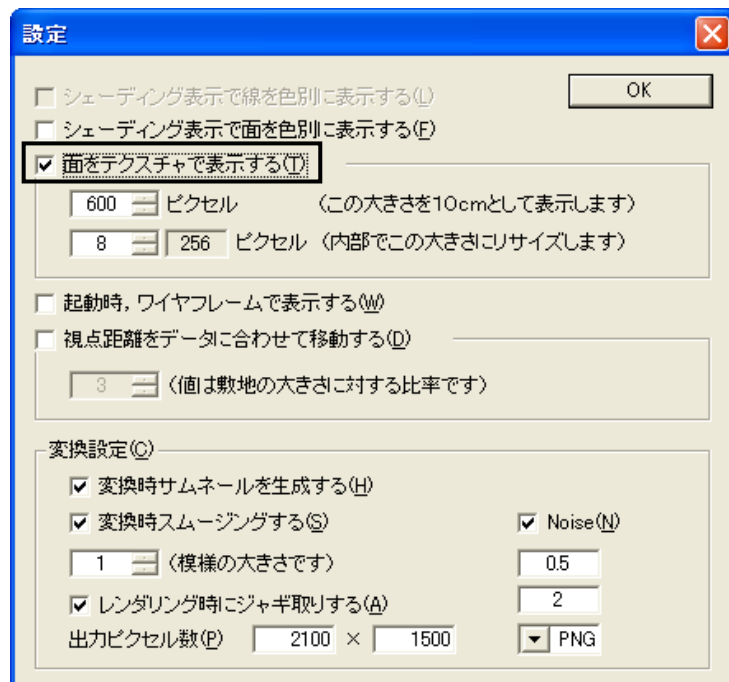 設定
シェーディング表示で線を色別に表示する(L)
OK
シェーディング表示で面を色別に表示する(F)
面をテクスチャで表示する(T)
600 ピクセル (この大きさを10cmとして表示します)
8 256 ピクセル (内部でこの大きさにリサイズします)
起動時,ワイヤフレームで表示する(W)
視点距離をデータに合わせて移動する(D)
3 (値は敷地の大きさに対する比率です)
変換設定(C)
変換時サムネールを生成する(H)
変換時スムージングする(S) Noise(N)
1 (模様の大きさです) 0.5
レンダリング時にジャギ取りする(A) 2
出力ピクセル数(P) 2100 × 1500 PNG